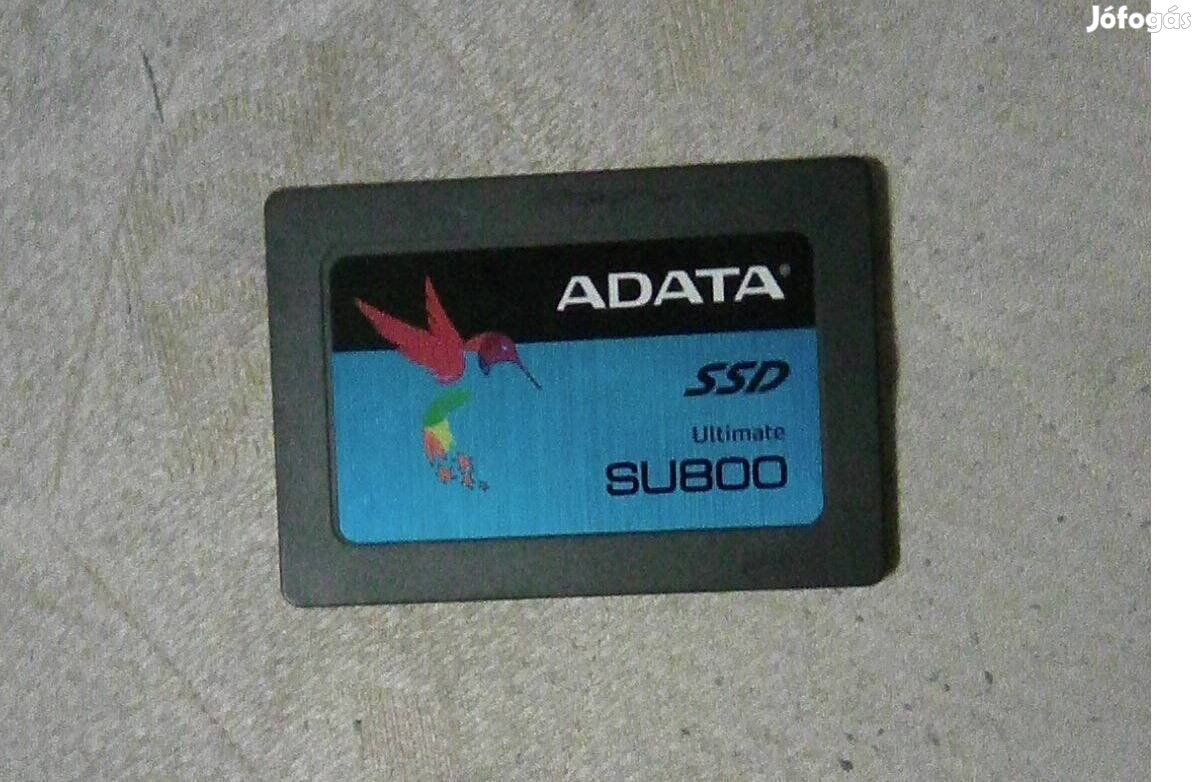 Jófogás
ADATA®
SSD
Ultimate
SU800